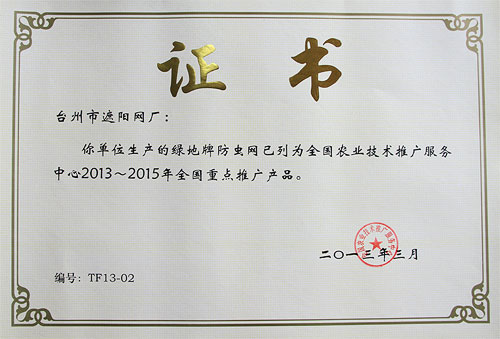 证书
台州市遮阳网厂：
你单位生产的绿地牌防虫网已列为全国农业技术推广服务
中心2013～2015年全国重点推广产品。
二〇一三年三月
编号：TF13-02